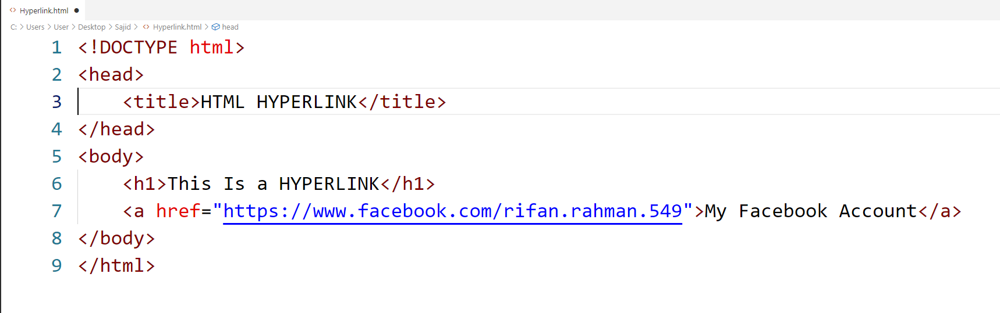 Hyperlink.html
C: > Users > User > Desktop > Sajid > Hyperlink.html > head
1 <!DOCTYPE html>
2 <head>
3 <title>HTML HYPERLINK</title>
4 </head>
5 <body>
6 <h1>This Is a HYPERLINK</h1>
7 <a href="https://www.facebook.com/rifan.rahman.549">My Facebook Account</a>
8 </body>
9 </html>